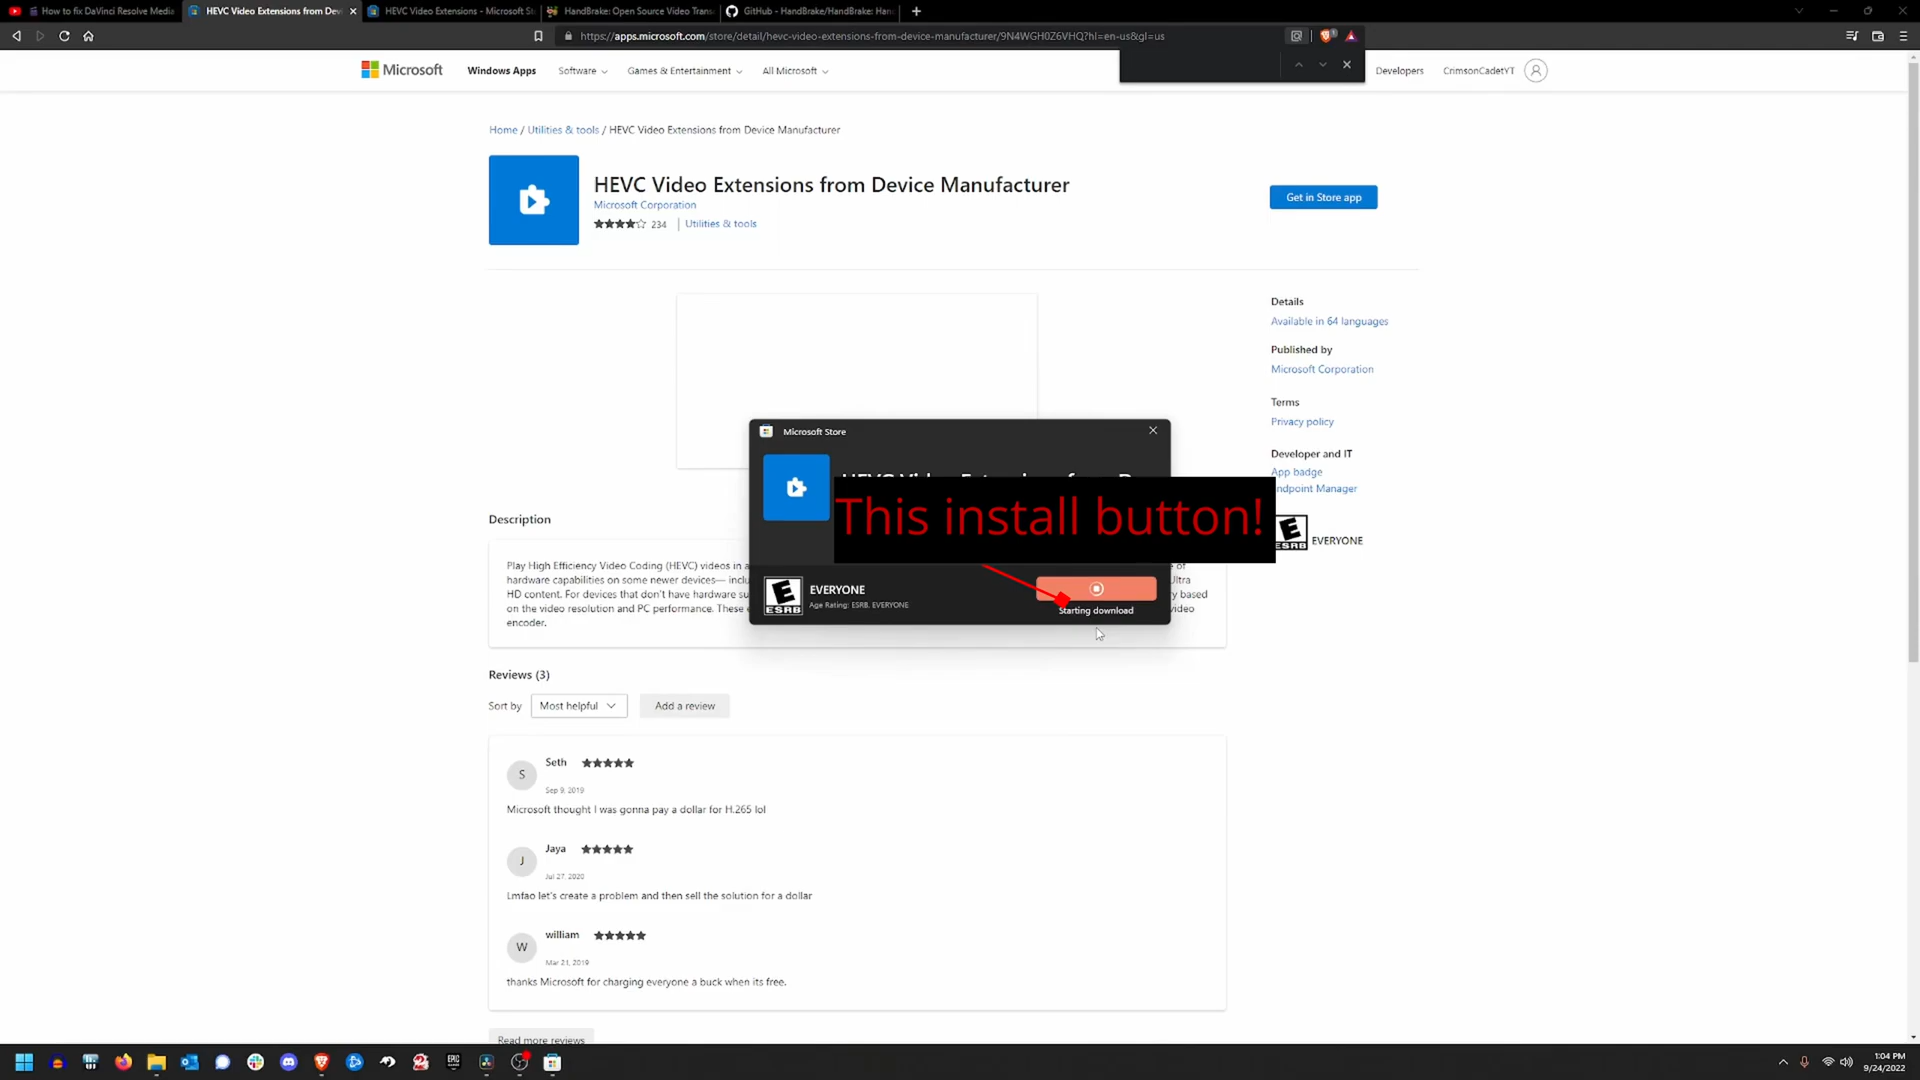 How to fix DaVinci Resolve Media
HEVC Video Extensions from Dev
HEVC Video Extensions - Microsoft St
HandBrake: Open Source Video Trans
GitHub - HandBrake/HandBrake: Han
https://apps.microsoft.com/store/detail/hevc-video-extensions-from-device-manufacturer/9N4WGH0Z6VHQ?hl=en-us&gl=us
Microsoft
Windows Apps
Software
Games & Entertainment
All Microsoft
Developers
CrimsonCadetYT
Home / Utilities & tools / HEVC Video Extensions from Device Manufacturer
HEVC Video Extensions from Device Manufacturer
Microsoft Corporation
234
Utilities & tools
Get in Store app
Details
Available in 64 languages
Published by
Microsoft Corporation
Terms
Privacy policy
Developer and IT
App badge
ndpoint Manager
ESRB
EVERYONE
Microsoft Store
This install button!
ESRB
EVERYONE
Age Rating: ESRB. EVERYONE
Starting download
Description
Play High Efficiency Video Coding (HEVC) videos in a
e of
hardware capabilities on some newer devices— inclu
Ultra
HD content. For devices that don't have hardware su
ry based
on the video resolution and PC performance. These e
video
encoder.
Reviews (3)
Sort by
Most helpful
Add a review
S
Seth
Sep 9, 2019
Microsoft thought I was gonna pay a dollar for H.265 lol
J
Jaya
Jul 27, 2020
Lmfao let's create a problem and then sell the solution for a dollar
W
william
Mar 21, 2019
thanks Microsoft for charging everyone a buck when its free.
Read more reviews
EPIC
1:04 PM
9/24/2022